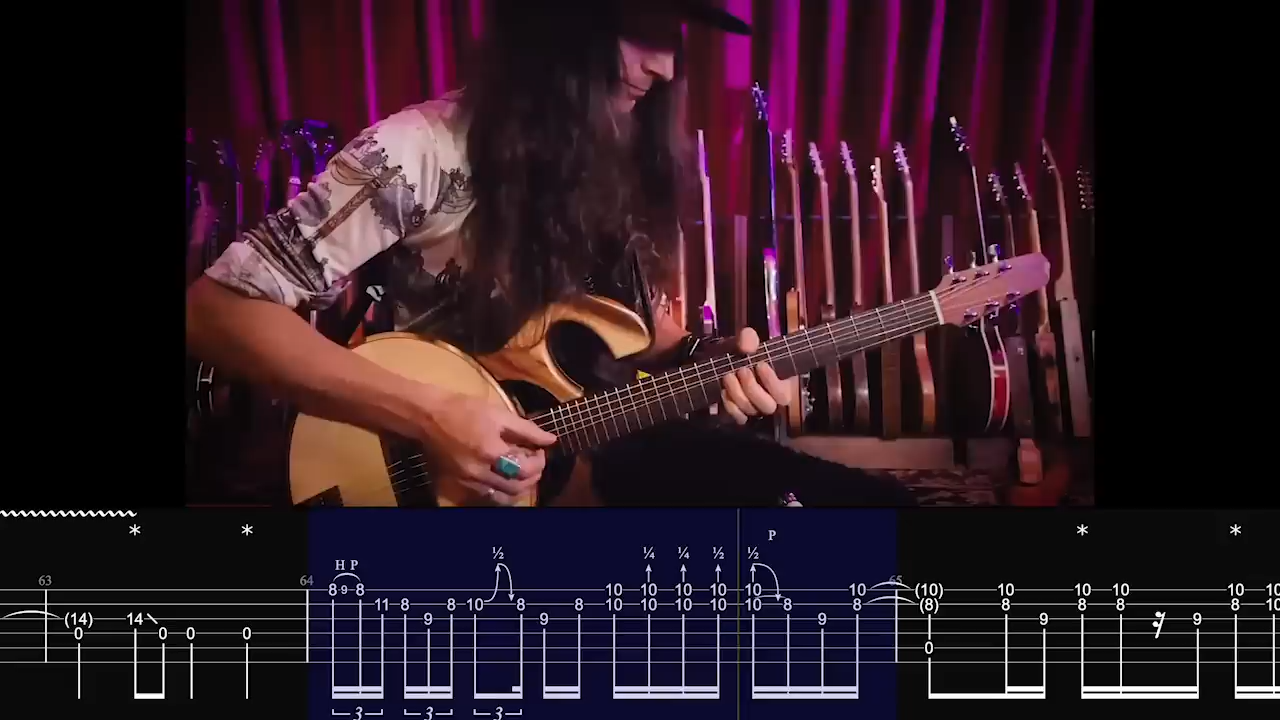 * * P * *
½ ½ ¼ ¼ ½ ½
H P
63 64 65
8 9 8 10 10 10 10 10 10 (10) 10 10 10 10 10
11 8 8 10 8 8 10 10 10 10 10 8 8 (8) 8 8 8 8 10
(14) 14 9 9 9 9 9
0 0 0 0
0
3 3 3